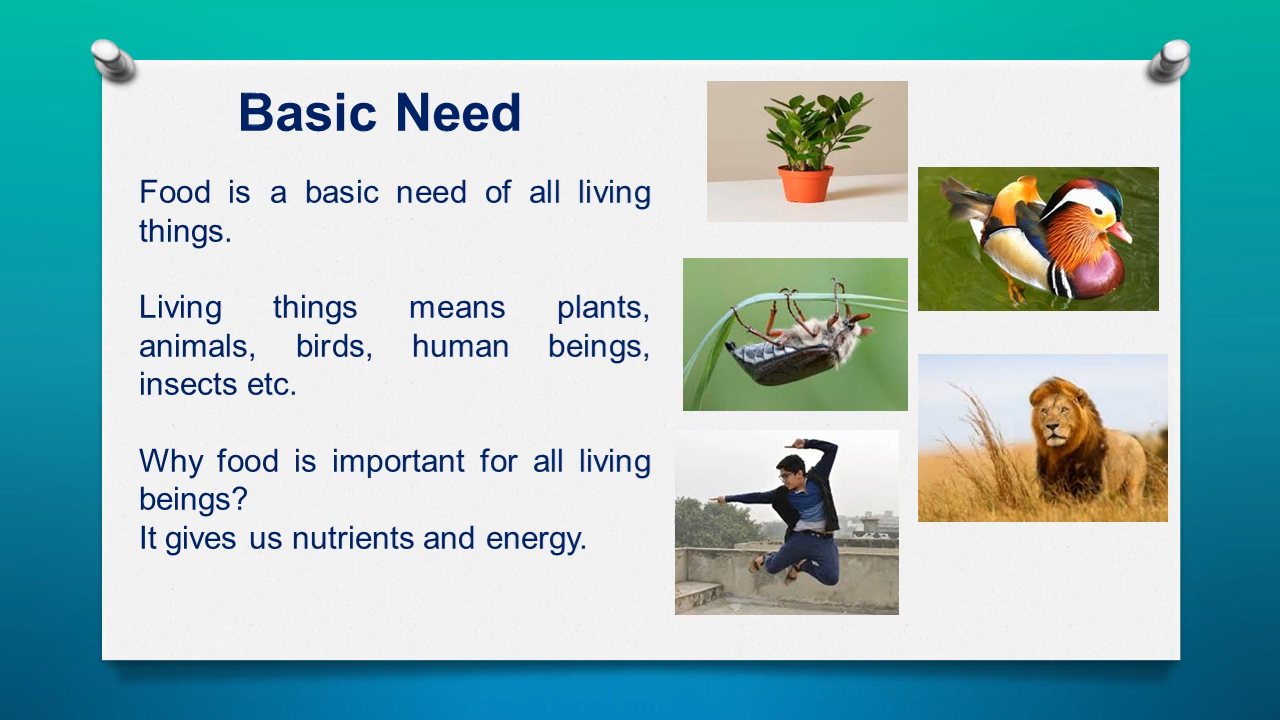 Basic Need
Food is a basic need of all living
things.
Living things means plants,
animals, birds, human beings,
insects etc.
Why food is important for all living
beings?
It gives us nutrients and energy.